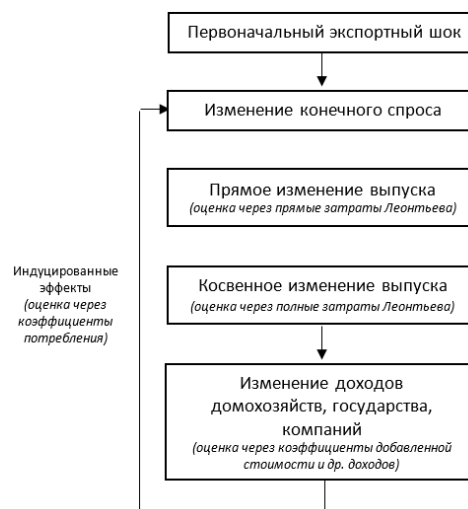 Первоначальный экспортный шок
Изменение конечного спроса
Прямое изменение выпуска
(оценка через прямые затраты Леонтьева)
Индуцированные
эффекты
(оценка через
коэффициенты
потребления)
Косвенное изменение выпуска
(оценка через полные затраты Леонтьева)
Изменение доходов
домохозяйств, государства,
компаний
(оценка через коэффициенты добавленной
стоимости и др. доходов)